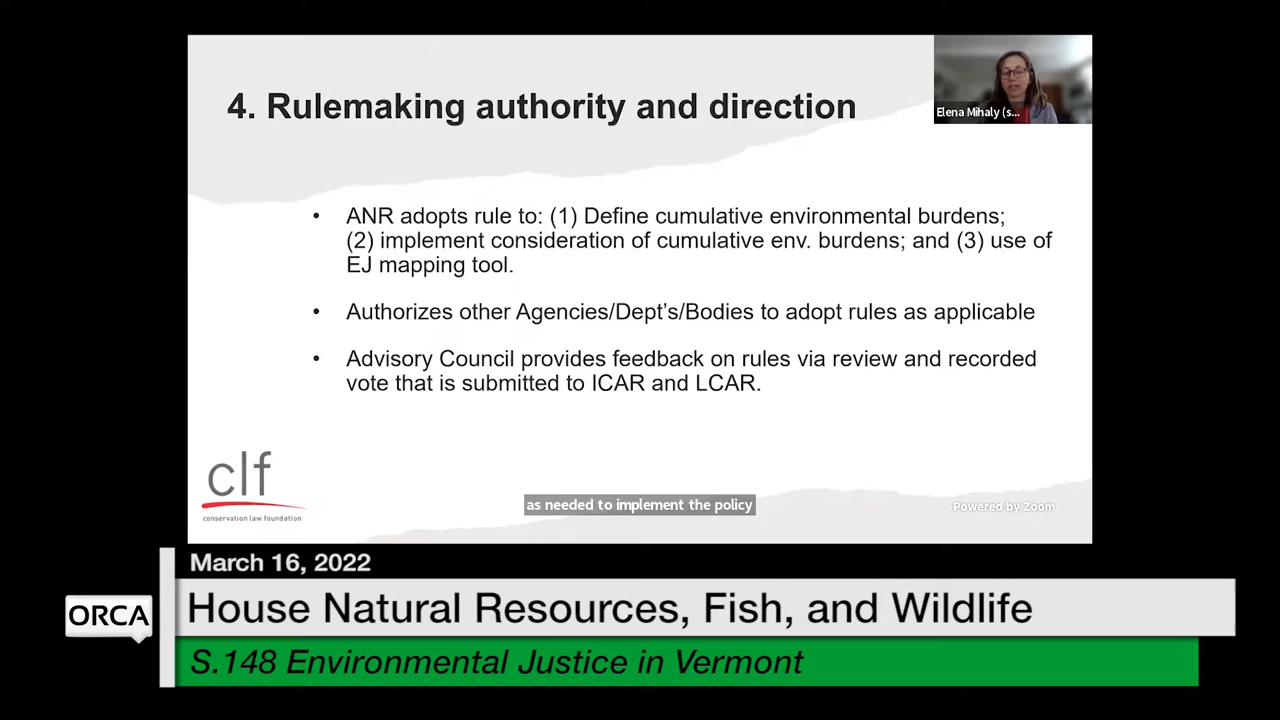 4. Rulemaking authority and direction
Elena Mihaly (s...
• ANR adopts rule to: (1) Define cumulative environmental burdens;
(2) implement consideration of cumulative env. burdens; and (3) use of
EJ mapping tool.
• Authorizes other Agencies/Dept's/Bodies to adopt rules as applicable
• Advisory Council provides feedback on rules via review and recorded
vote that is submitted to ICAR and LCAR.
clf
conservation law foundation
as needed to implement the policy
Powered by Zoom
March 16, 2022
ORCA
House Natural Resources, Fish, and Wildlife
S.148 Environmental Justice in Vermont